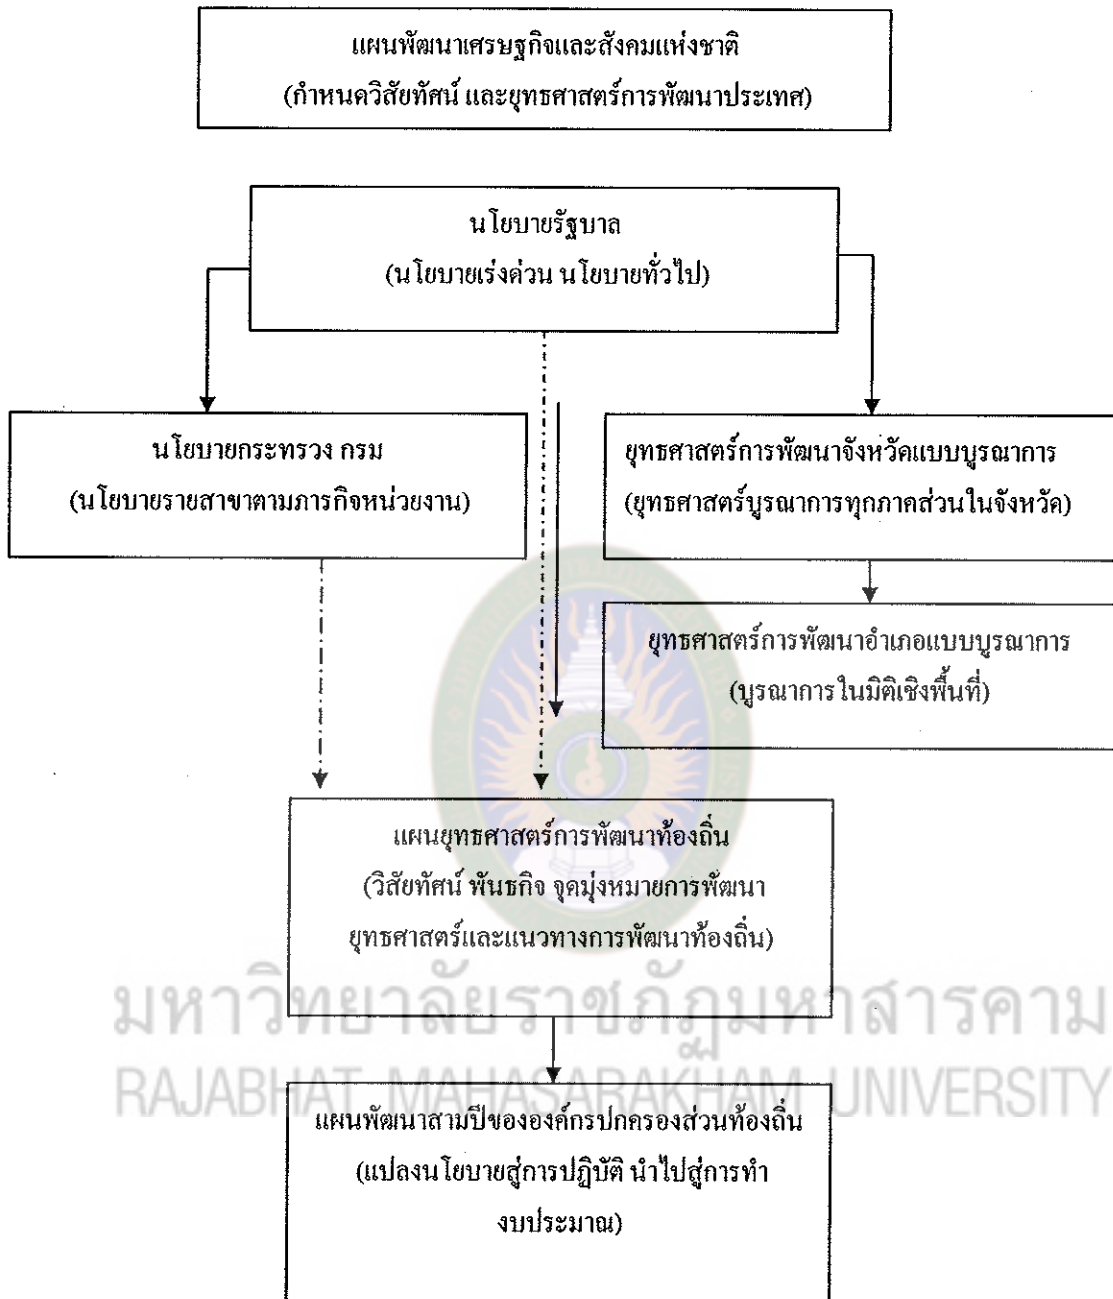 แผนพัฒนาเศรษฐกิจและสังคมแห่งชาติ
(กำหนดวิสัยทัศน์ และยุทธศาสตร์การพัฒนาประเทศ)
นโยบายรัฐบาล
(นโยบายเร่งด่วน นโยบายทั่วไป)
นโยบายกระทรวง กรม
(นโยบายรายสาขาตามภารกิจหน่วยงาน)
ยุทธศาสตร์การพัฒนาจังหวัดแบบบูรณาการ
(ยุทธศาสตร์บูรณาการทุกภาคส่วนในจังหวัด)
ยุทธศาสตร์การพัฒนาอำเภอแบบบูรณาการ
(บูรณาการในมิติเชิงพื้นที่)
แผนยุทธศาสตร์การพัฒนาท้องถิ่น
(วิสัยทัศน์ พันธกิจ จุดมุ่งหมายการพัฒนา
ยุทธศาสตร์และแนวทางการพัฒนาท้องถิ่น)
มหาวิทยาลัยราชภัฏมหาสารคาม
RAJABHAT MAHASARAKHAM UNIVERSITY
แผนพัฒนาสามปีขององค์กรปกครองส่วนท้องถิ่น
(แปลงนโยบายสู่การปฏิบัติ นำไปสู่การทำ
งบประมาณ)